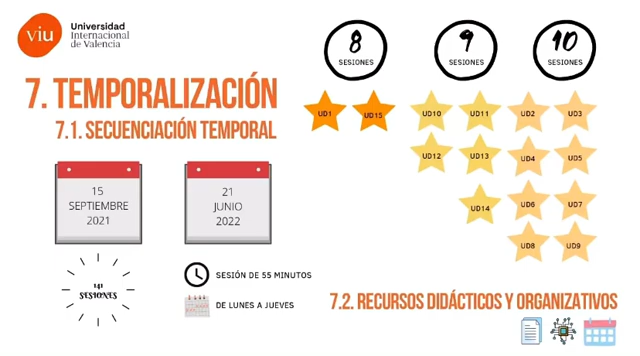 viu
Universidad
Internacional
de Valencia
7. TEMPORALIZACIÓN
7.1. SECUENCIACIÓN TEMPORAL
15
SEPTIEMBRE
2021
21
JUNIO
2022
141
SESIONES
SESIÓN DE 55 MINUTOS
DE LUNES A JUEVES
8
SESIONES
9
SESIONES
10
SESIONES
UD1 UD15
UD10 UD11 UD2 UD3
UD12 UD13 UD4 UD5
UD14 UD6 UD7
UD8 UD9
7.2. RECURSOS DIDÁCTICOS Y ORGANIZATIVOS